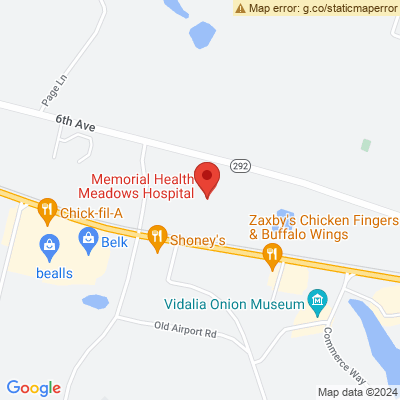 Map error: g.co/staticmaperror
Page Ln
6th Ave
292
Memorial Health
Meadows Hospital
Chick-fil-A
Zaxby's Chicken Fingers
& Buffalo Wings
Belk
Shoney's
bealls
Vidalia Onion Museum
Old Airport Rd
Commerce Way
Google
Map data ©2024